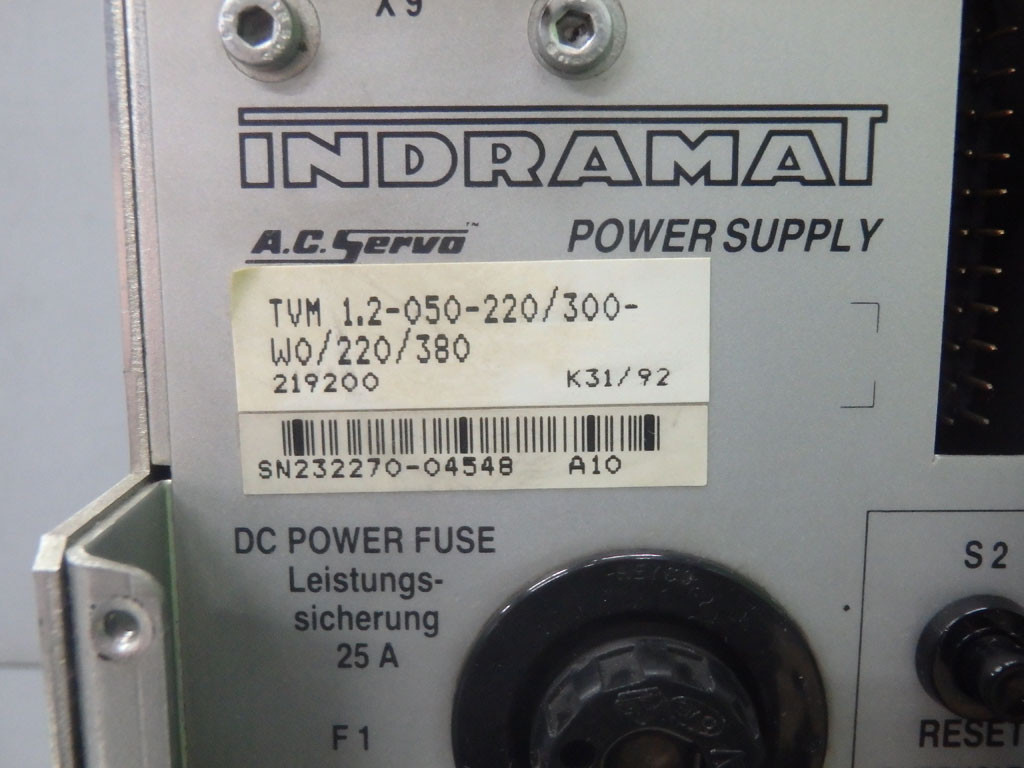 X9
INDRAMAT
A.C. Servo™
POWER SUPPLY
TVM 1.2-050-220/300-
W0/220/380
219200 K31/92
SN232270-04548 A10
DC POWER FUSE
Leistungs-
sicherung
25 A
F1
S2
RESET